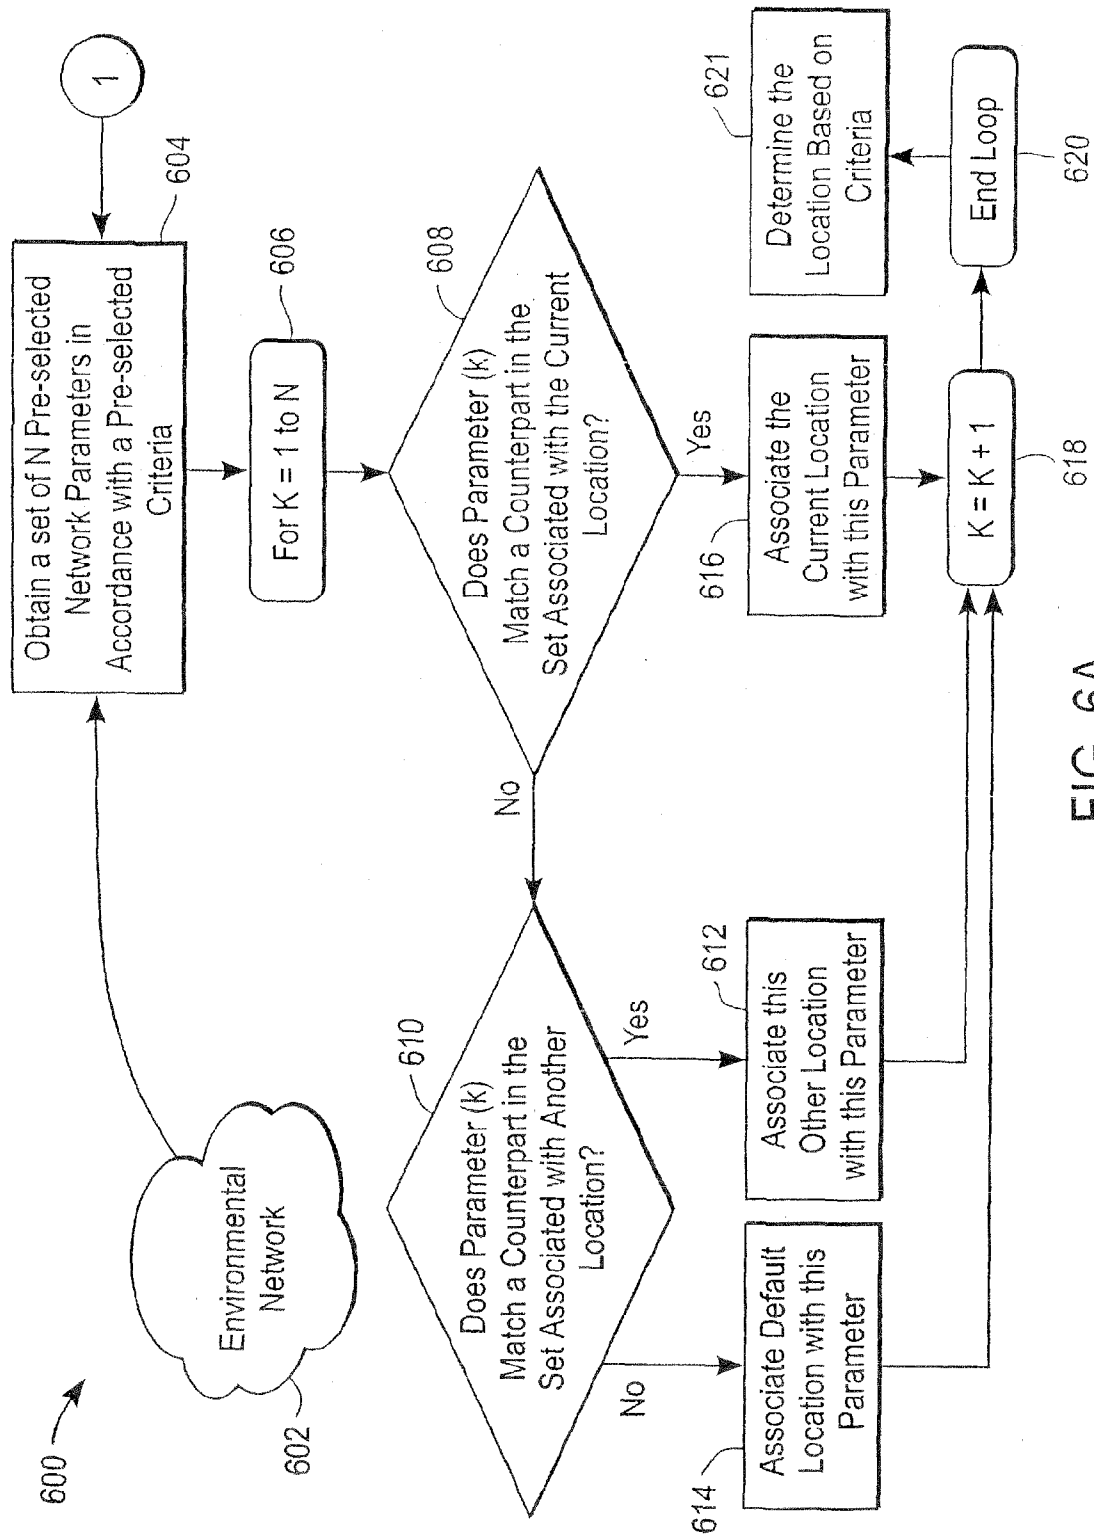 600
602
Environmental
Network
1
604
Obtain a set of N Pre-selected
Network Parameters in
Accordance with a Pre-selected
Criteria
606
For K = 1 to N
608
Does Parameter (k)
Match a Counterpart in the
Set Associated with the Current
Location?
No
Yes
610
Does Parameter (k)
Match a Counterpart in the
Set Associated with Another
Location?
No
Yes
614
Associate Default
Location with this
Parameter
612
Associate this
Other Location
with this Parameter
616
Associate the
Current Location
with this Parameter
621
Determine the
Location Based on
Criteria
K = K + 1
618
End Loop
620
FIG. 6A